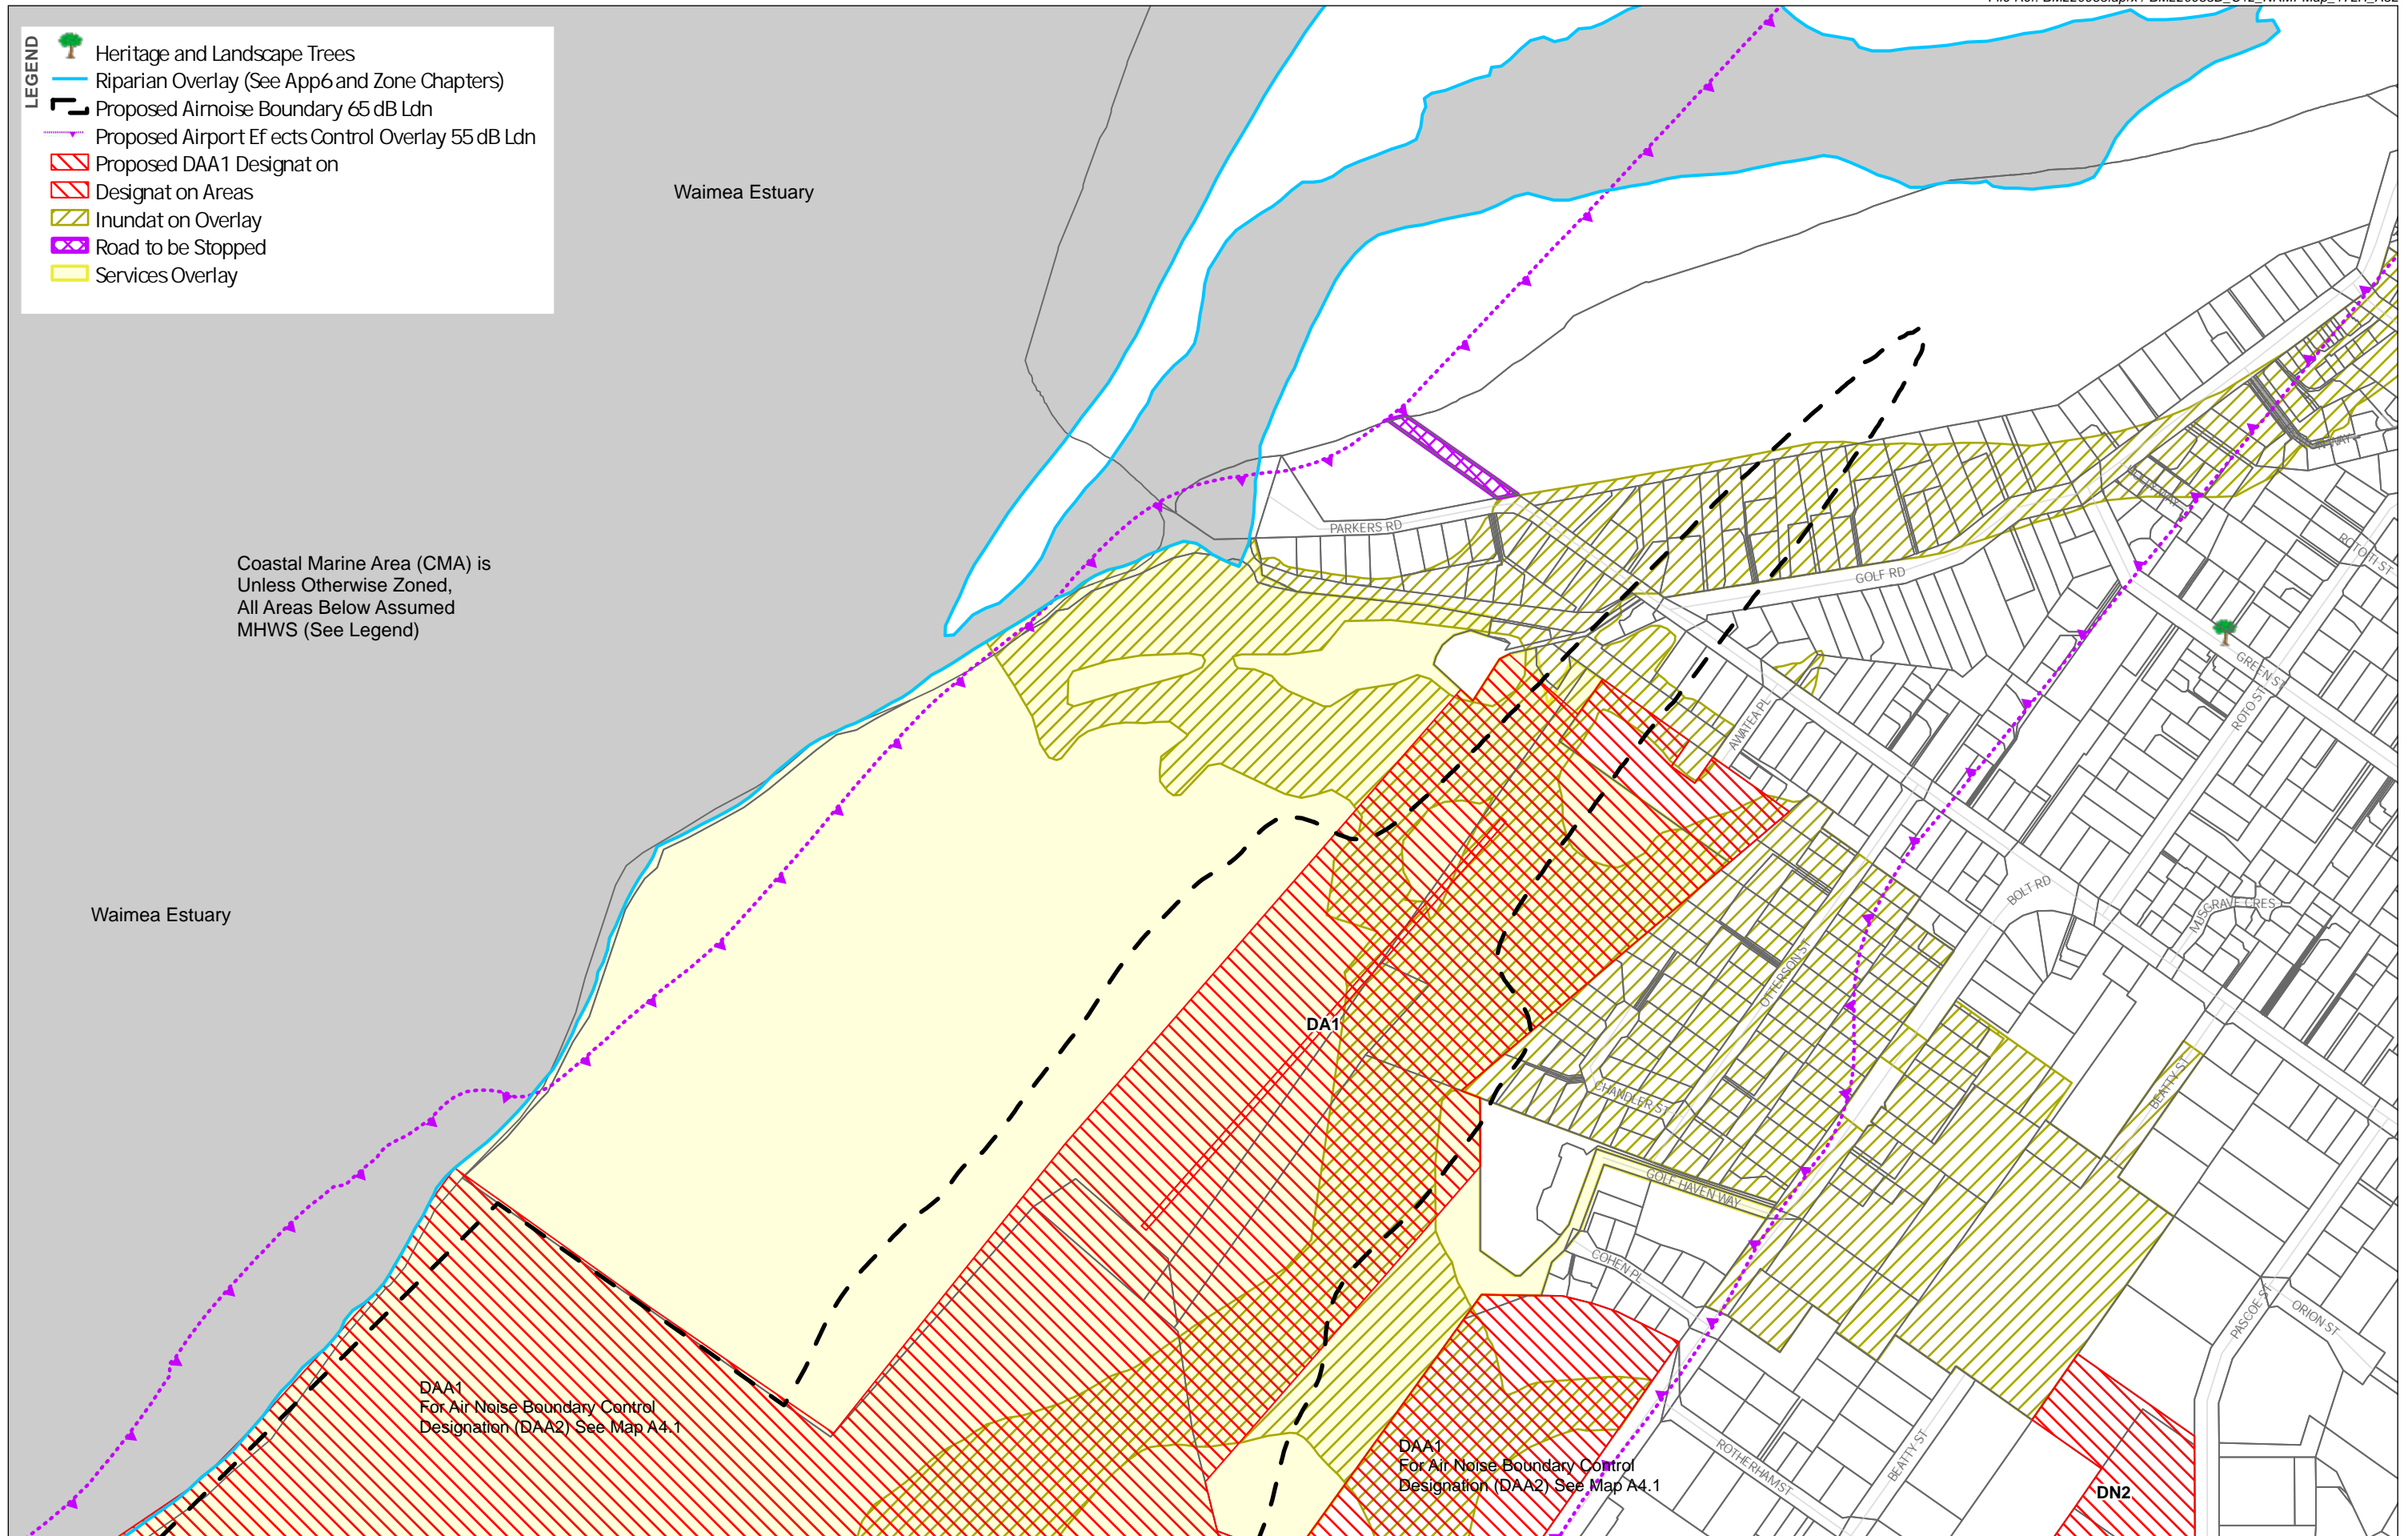 LEGEND
Heritage and Landscape Trees
Riparian Overlay (See App6 and Zone Chapters)
Proposed Airnoise Boundary 65 dB Ldn
Proposed Airport Ef ects Control Overlay 55 dB Ldn
Proposed DAA1 Designat on
Designat on Areas
Inundat on Overlay
Road to be Stopped
Services Overlay
Waimea Estuary
Coastal Marine Area (CMA) is
Unless Otherwise Zoned,
All Areas Below Assumed
MHWS (See Legend)
Waimea Estuary
PARKERS RD
GOLF RD
ROTO ITI ST
GREEN ST
ROTO ST
AWATEA PL
BOLT RD
MUSGRAVE CRES
OTTERSON ST
DA1
CHANDLER ST
BEATTY ST
GOLF HAVEN WAY
COHEN PL
PASCOE ST
ORION ST
DAA1
For Air Noise Boundary Control
Designation (DAA2) See Map A4.1
DAA1
For Air Noise Boundary Control
Designation (DAA2) See Map A4.1
ROTHERHAM ST
BEATTY ST
DN2